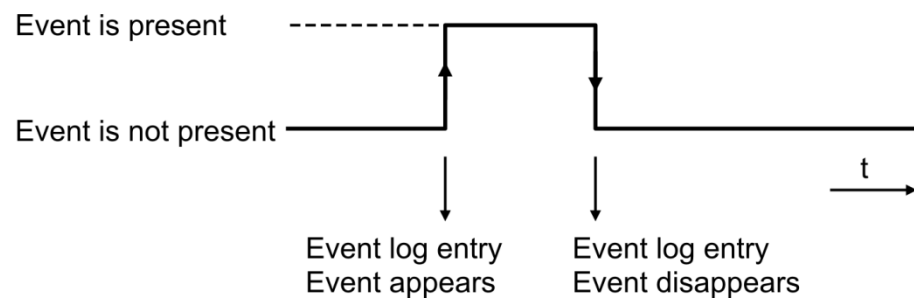 Event is present
Event is not present
t
Event log entry
Event appears
Event log entry
Event disappears